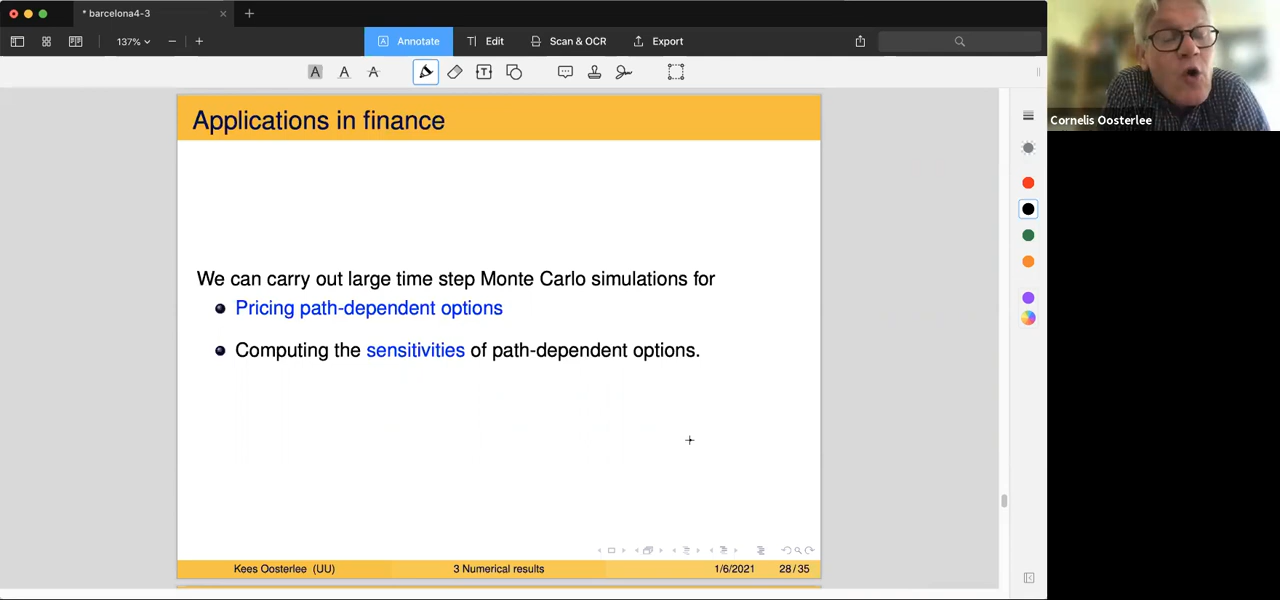 * barcelona4-3
137%
Annotate
Edit
Scan & OCR
Export
Applications in finance
We can carry out large time step Monte Carlo simulations for
Pricing path-dependent options
Computing the sensitivities of path-dependent options.
Kees Oosterlee (UU) 3 Numerical results 1/6/2021 28/35
Cornelis Oosterlee